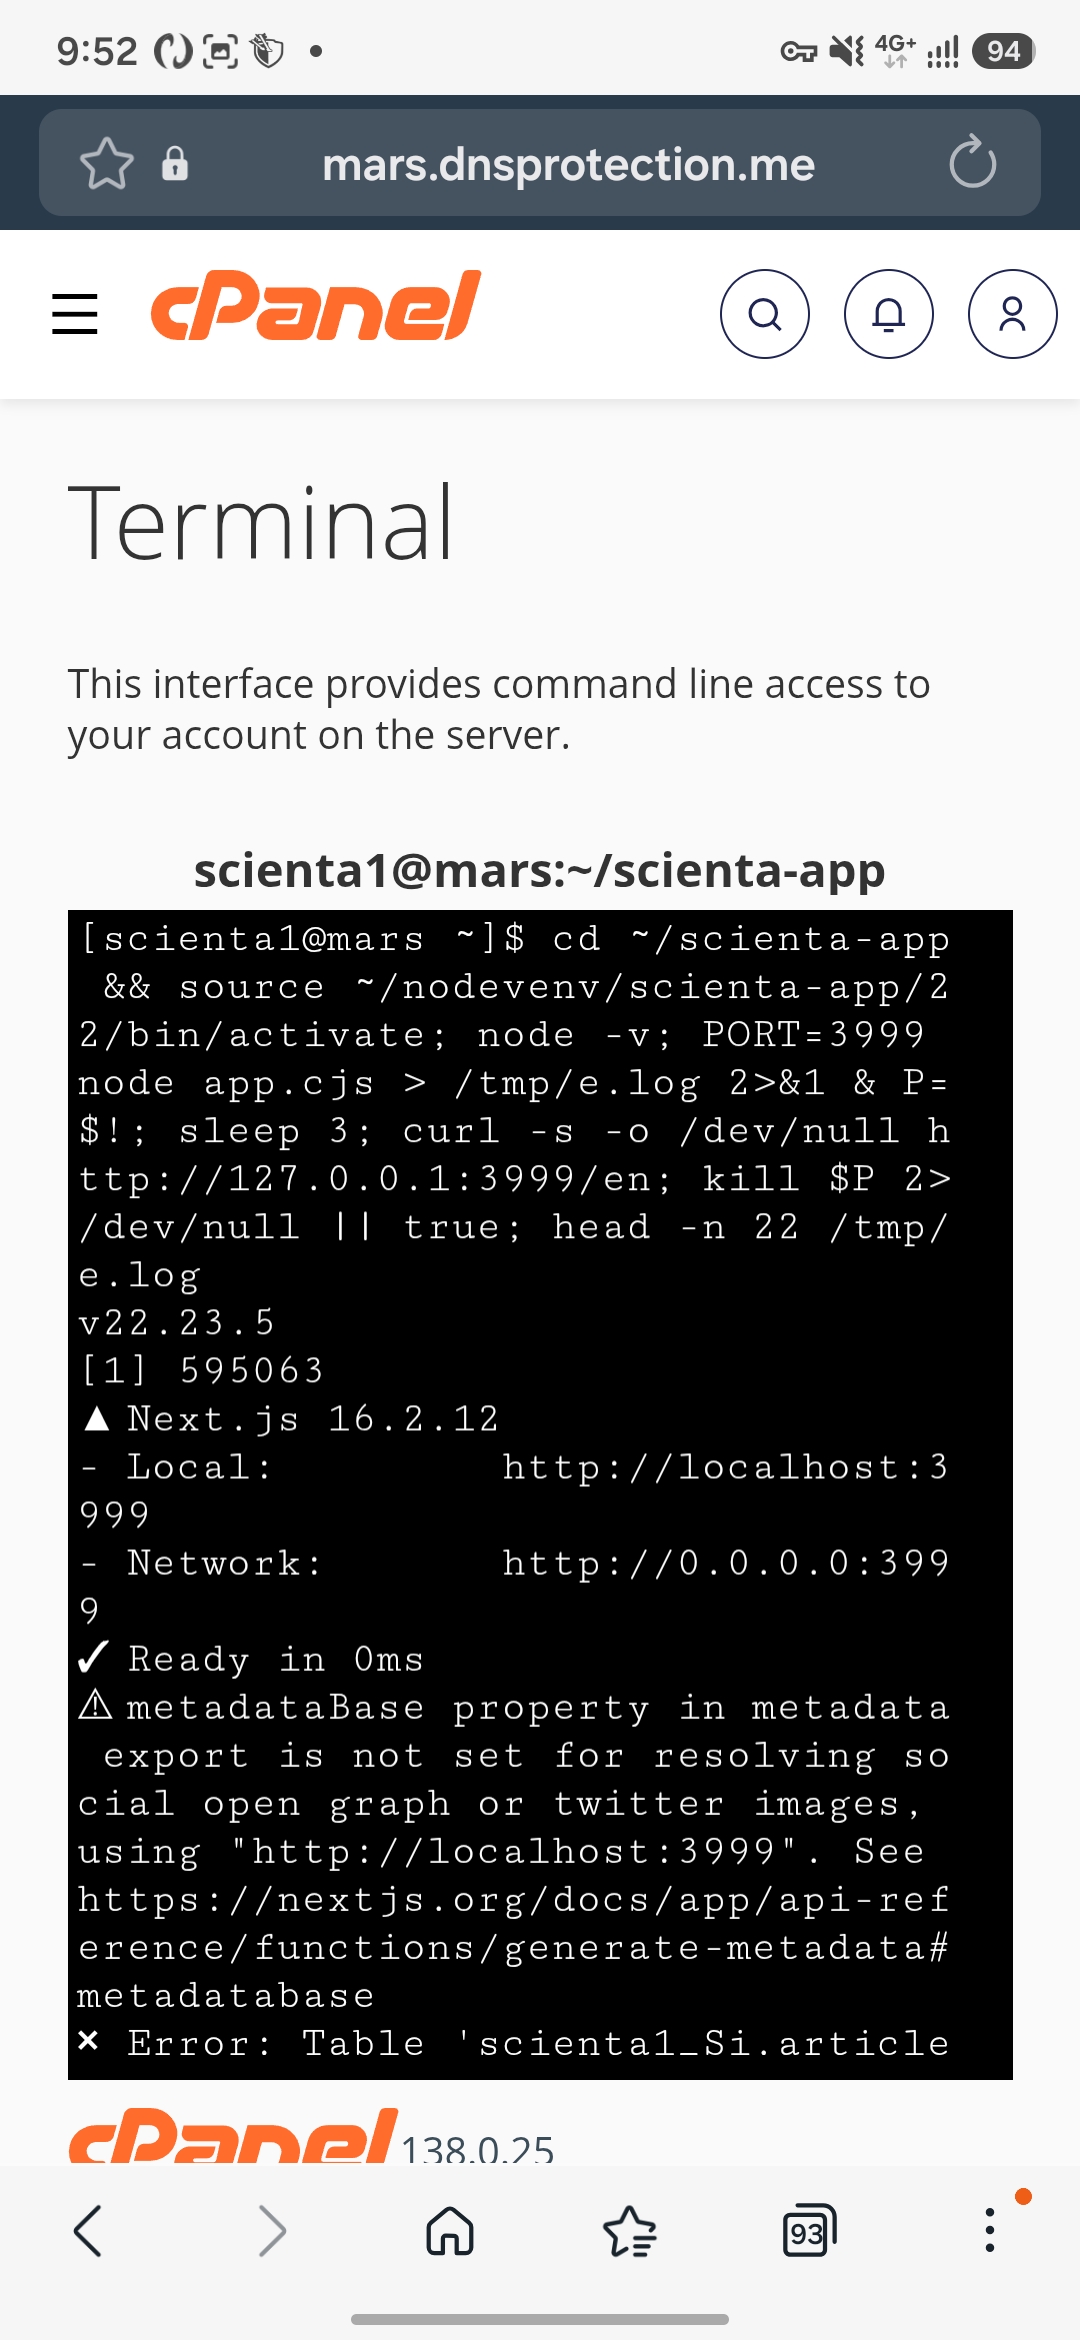 9:52
4G+
94
mars.dnsprotection.me
cPanel
Terminal
This interface provides command line access to
your account on the server.
scienta1@mars:~/scienta-app
[scienta1@mars ~]$ cd ~/scienta-app
 && source ~/nodevenv/scienta-app/2
2/bin/activate; node -v; PORT=3999
node app.cjs > /tmp/e.log 2>&1 & P=
$!; sleep 3; curl -s -o /dev/null h
ttp://127.0.0.1:3999/en; kill $P 2>
/dev/null || true; head -n 22 /tmp/
e.log
v22.23.5
[1] 595063
▲ Next.js 16.2.12
- Local:         http://localhost:3
999
- Network:       http://0.0.0.0:399
9
✓ Ready in 0ms
⚠ metadataBase property in metadata
 export is not set for resolving so
cial open graph or twitter images,
using "http://localhost:3999". See
https://nextjs.org/docs/app/api-ref
erence/functions/generate-metadata#
metadatabase
⨯ Error: Table 'scienta1_Si.article
cPanel 138.0.25
93